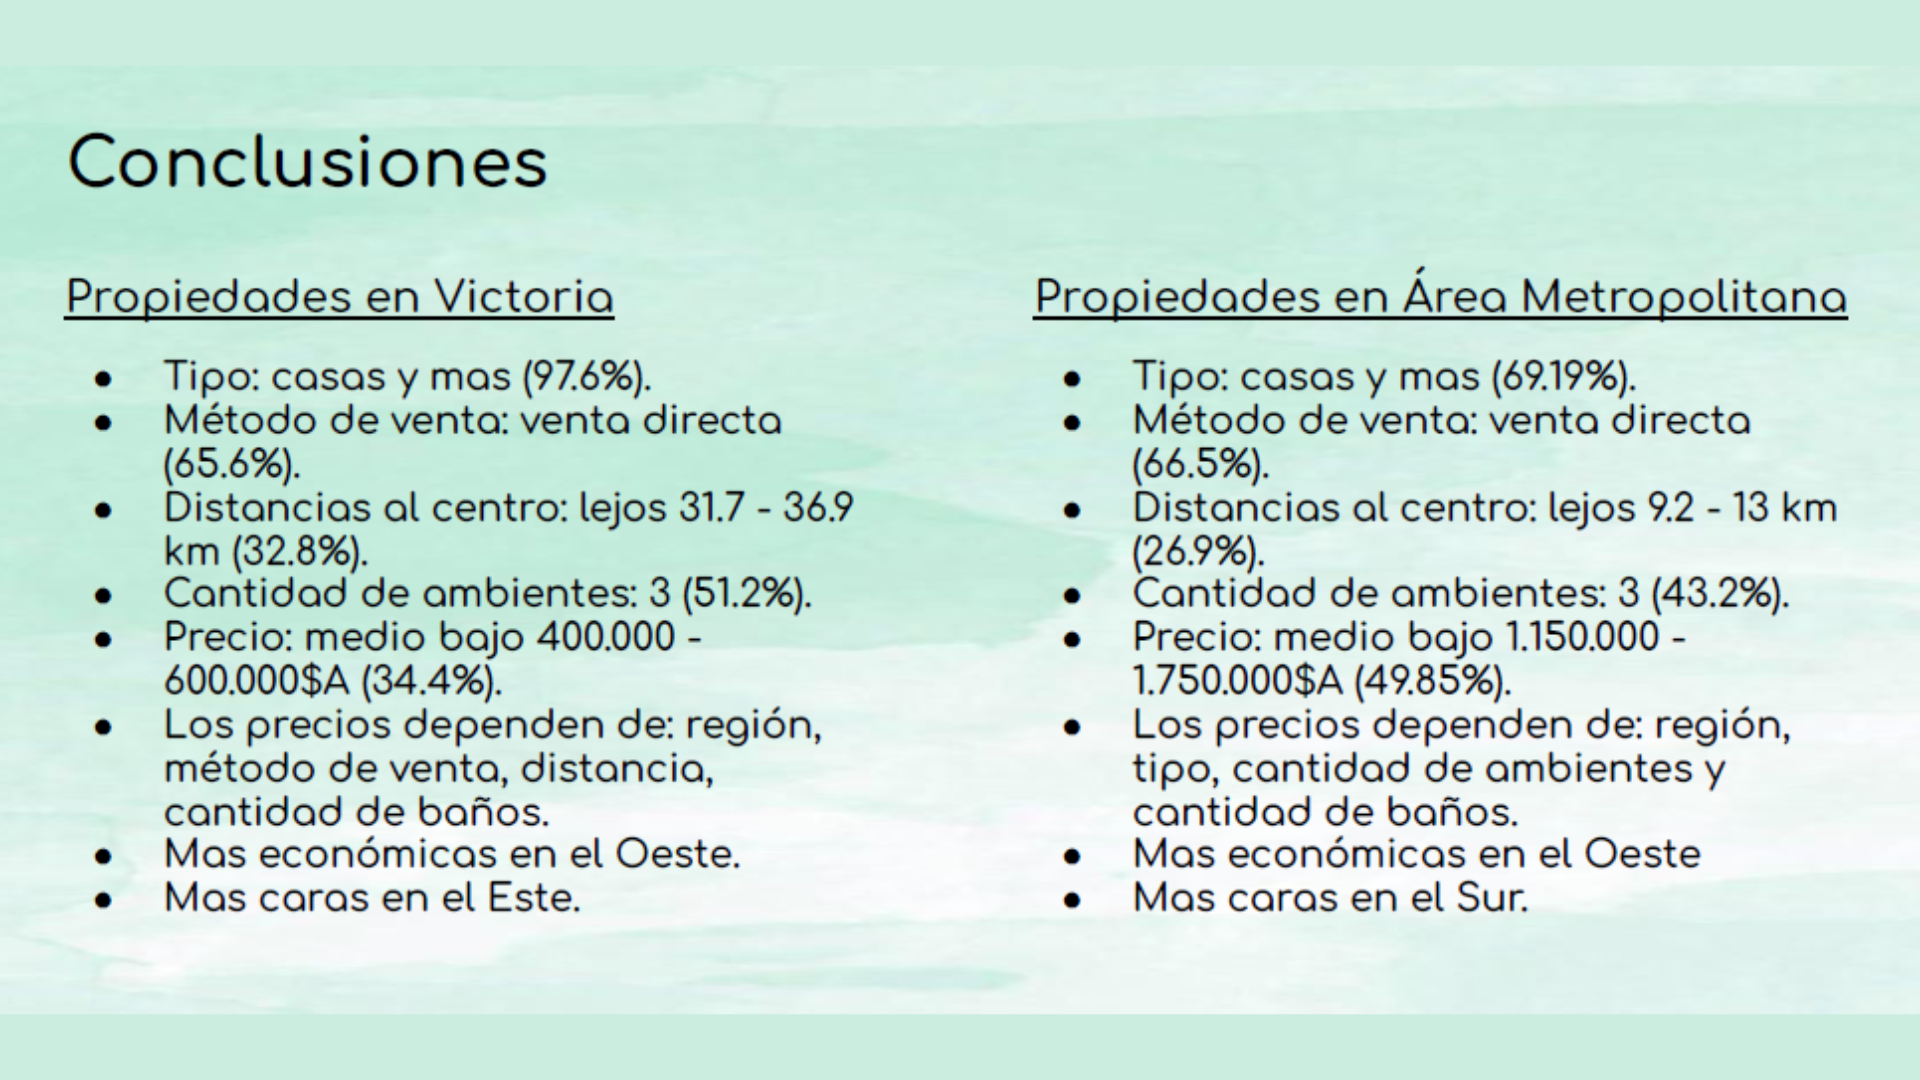 Conclusiones
Propiedades en Victoria
● Tipo: casas y mas (97.6%).
● Método de venta: venta directa
(65.6%).
● Distancias al centro: lejos 31.7 - 36.9
km (32.8%).
● Cantidad de ambientes: 3 (51.2%).
● Precio: medio bajo 400.000 -
600.000$A (34.4%).
● Los precios dependen de: región,
método de venta, distancia,
cantidad de baños.
● Mas económicas en el Oeste.
● Mas caras en el Este.
Propiedades en Área Metropolitana
● Tipo: casas y mas (69.19%).
● Método de venta: venta directa
(66.5%).
● Distancias al centro: lejos 9.2 - 13 km
(26.9%).
● Cantidad de ambientes: 3 (43.2%).
● Precio: medio bajo 1.150.000 -
1.750.000$A (49.85%).
● Los precios dependen de: región,
tipo, cantidad de ambientes y
cantidad de baños.
● Mas económicas en el Oeste
● Mas caras en el Sur.